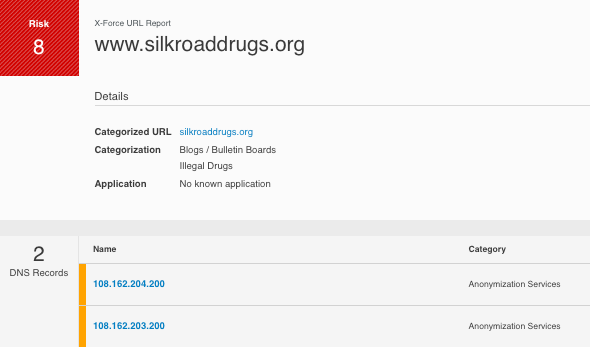 Risk
8
X-Force URL Report
www.silkroaddrugs.org
Details
Categorized URL silkroaddrugs.org
Categorization Blogs / Bulletin Boards
Illegal Drugs
Application No known application
2
DNS Records
Name Category
108.162.204.200 Anonymization Services
108.162.203.200 Anonymization Services